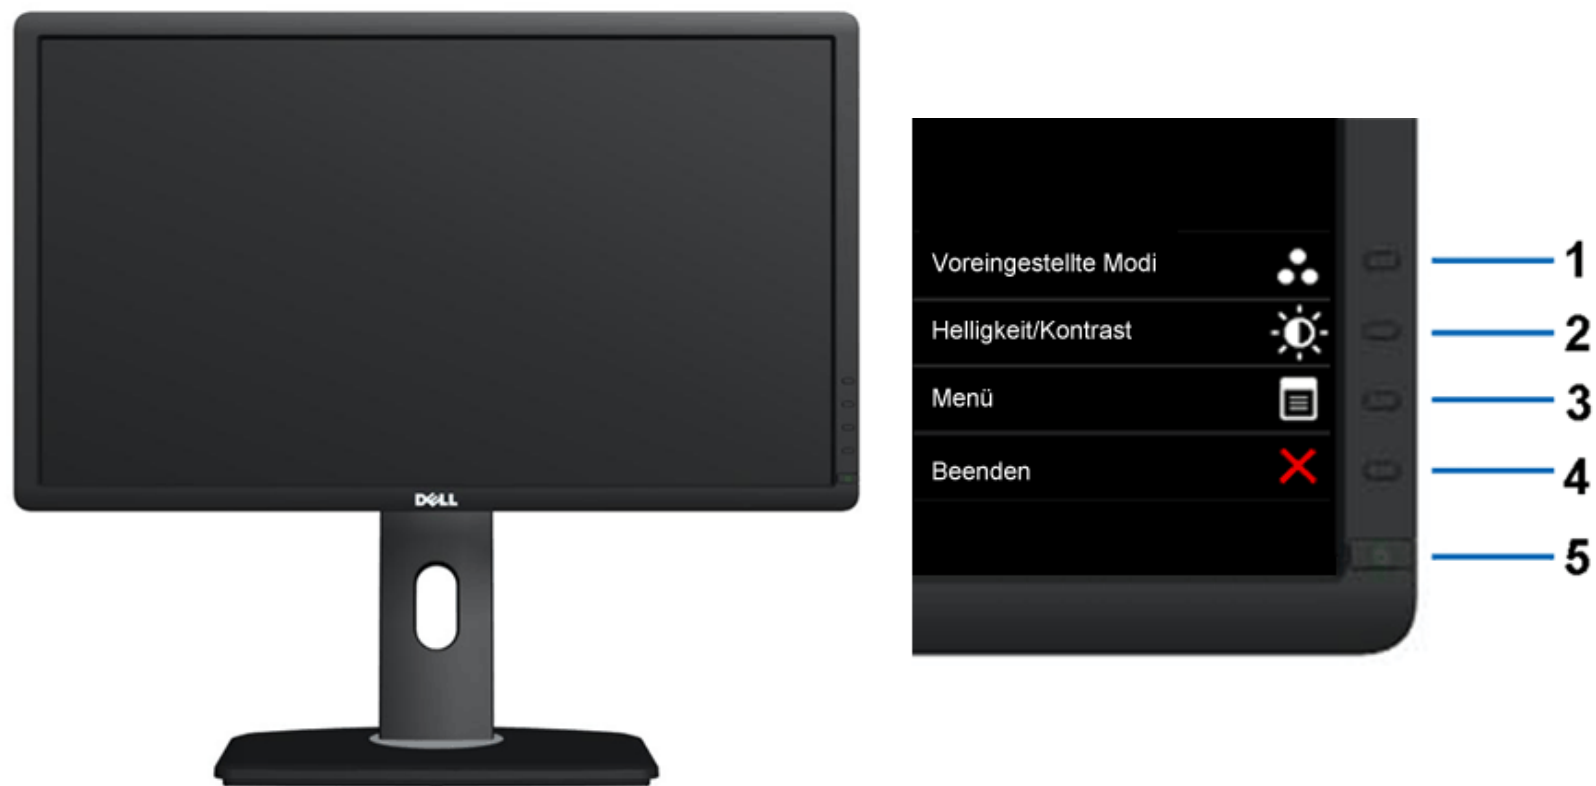 DELL
Voreingestellte Modi
Helligkeit/Kontrast
Menü
Beenden
1
2
3
4
5